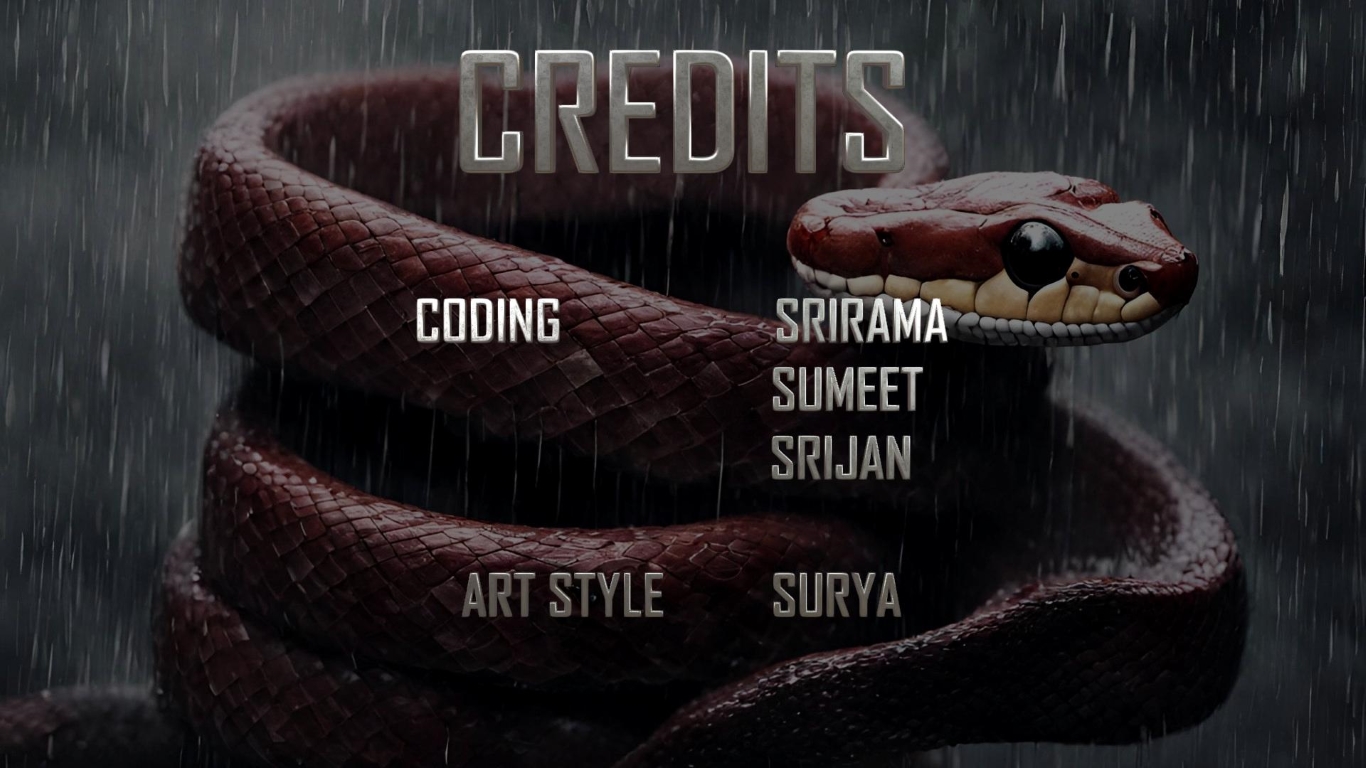 CREDITS
CODING SRIRAMA
SUMEET
SRIJAN
ART STYLE SURYA